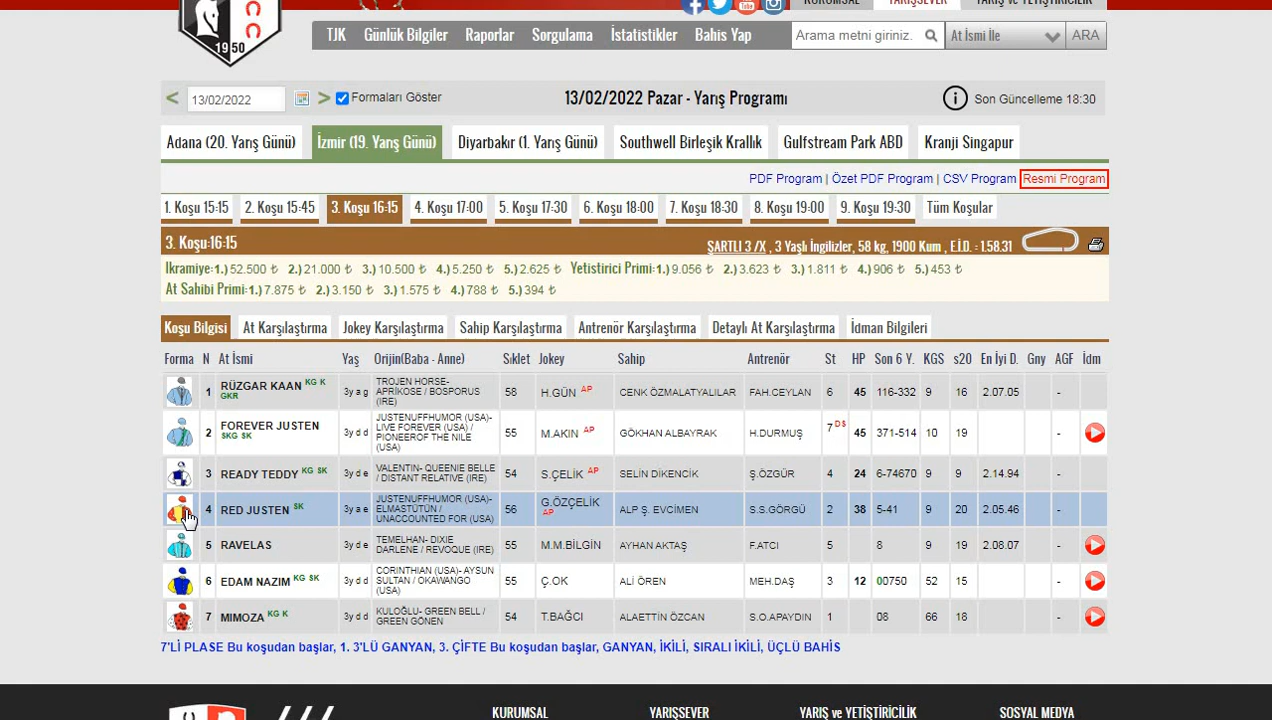 KURUMSAL YARIŞSEVER YARIŞ ve YETİŞTİRİCİLİK
C
C
1950
TJK Günlük Bilgiler Raporlar Sorgulama İstatistikler Bahis Yap Arama metni giriniz. At İsmi İle ARA
< 13/02/2022 > Formaları Göster 13/02/2022 Pazar - Yarış Programı i Son Güncelleme 18:30
Adana (20. Yarış Günü) İzmir (19. Yarış Günü) Diyarbakır (1. Yarış Günü) Southwell Birleşik Krallık Gulfstream Park ABD Kranji Singapur
PDF Program | Özet PDF Program | CSV Program Resmi Program
1. Koşu 15:15 2. Koşu 15:45 3. Koşu 16:15 4. Koşu 17:00 5. Koşu 17:30 6. Koşu 18:00 7. Koşu 18:30 8. Koşu 19:00 9. Koşu 19:30 Tüm Koşular
3. Koşu:16:15 ŞARTLI 3 /X , 3 Yaşlı İngilizler, 58 kg, 1900 Kum , E.İ.D. : 1.58.31
Ikramiye:1.) 52.500 ₺ 2.) 21.000 ₺ 3.) 10.500 ₺ 4.) 5.250 ₺ 5.) 2.625 ₺ Yetistirici Primi:1.) 9.056 ₺ 2.) 3.623 ₺ 3.) 1.811 ₺ 4.) 906 ₺ 5.) 453 ₺
At Sahibi Primi:1.) 7.875 ₺ 2.) 3.150 ₺ 3.) 1.575 ₺ 4.) 788 ₺ 5.) 394 ₺
Koşu Bilgisi At Karşılaştırma Jokey Karşılaştırma Sahip Karşılaştırma Antrenör Karşılaştırma Detaylı At Karşılaştırma İdman Bilgileri
Forma N At İsmi Yaş Orijin(Baba - Anne) Sıklet Jokey Sahip Antrenör St HP Son 6 Y. KGS s20 En İyi D. Gny AGF İdm
1 RÜZGAR KAAN KG K GKR 3y a g TROJEN HORSE- APRİKOSE / BOSPORUS (IRE) 58 H.GÜN AP CENK ÖZMALATYALILAR FAH.CEYLAN 6 45 116-332 9 16 2.07.05 -
2 FOREVER JUSTEN SKG SK 3y d d JUSTENUFFHUMOR (USA)- LIVE FOREVER (USA) / PIONEEROF THE NILE (USA) 55 M.AKIN AP GÖKHAN ALBAYRAK H.DURMUŞ 7 DS 45 371-514 10 19 -
3 READY TEDDY KG SK 3y d e VALENTIN- QUEENIE BELLE / DISTANT RELATIVE (IRE) 54 S.ÇELİK AP SELİN DİKENCİK Ş.ÖZGÜR 4 24 6-74670 9 9 2.14.94 -
4 RED JUSTEN SK 3y a e JUSTENUFFHUMOR (USA)- ELMASTÜTÜN / UNACCOUNTED FOR (USA) 56 G.ÖZÇELİK AP ALP Ş. EVCİMEN S.S.GÖRGÜ 2 38 5-41 9 20 2.05.46 -
5 RAVELAS 3y d e TEMELHAN- DIXIE DARLENE / REVOQUE (IRE) 55 M.M.BİLGİN AYHAN AKTAŞ F.ATCI 5 8 9 19 2.08.07 -
6 EDAM NAZIM KG SK 3y d d CORINTHIAN (USA)- AYSUN SULTAN / OKAWANGO (USA) 55 Ç.OK ALİ ÖREN MEH.DAŞ 3 12 00750 52 15 -
7 MIMOZA KG K 3y d d KULOĞLU- GREEN BELL / GREEN GÖNEN 54 T.BAĞCI ALAETTİN ÖZCAN S.O.APAYDIN 1 08 66 18 -
7'Lİ PLASE Bu koşudan başlar, 1. 3'LÜ GANYAN, 3. ÇİFTE Bu koşudan başlar, GANYAN, İKİLİ, SIRALI İKİLİ, ÜÇLÜ BAHİS
KURUMSAL YARIŞSEVER YARIŞ ve YETİŞTİRİCİLİK SOSYAL MEDYA